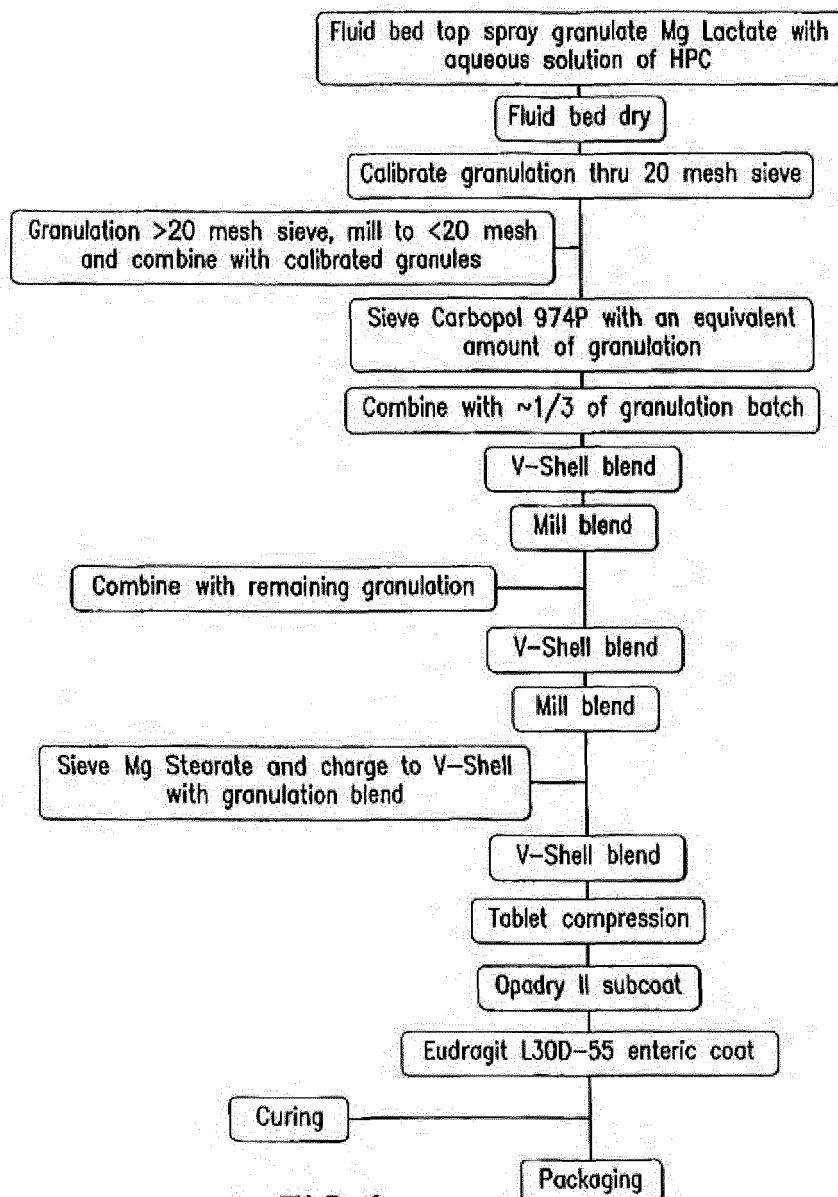 Fluid bed top spray granulate Mg Lactate with
aqueous solution of HPC
Fluid bed dry
Calibrate granulation thru 20 mesh sieve
Granulation >20 mesh sieve, mill to <20 mesh
and combine with calibrated granules
Sieve Carbopol 974P with an equivalent
amount of granulation
Combine with ~1/3 of granulation batch
V-Shell blend
Mill blend
Combine with remaining granulation
V-Shell blend
Mill blend
Sieve Mg Stearate and charge to V-Shell
with granulation blend
V-Shell blend
Tablet compression
Opadry II subcoat
Eudragit L30D-55 enteric coat
Curing
Packaging